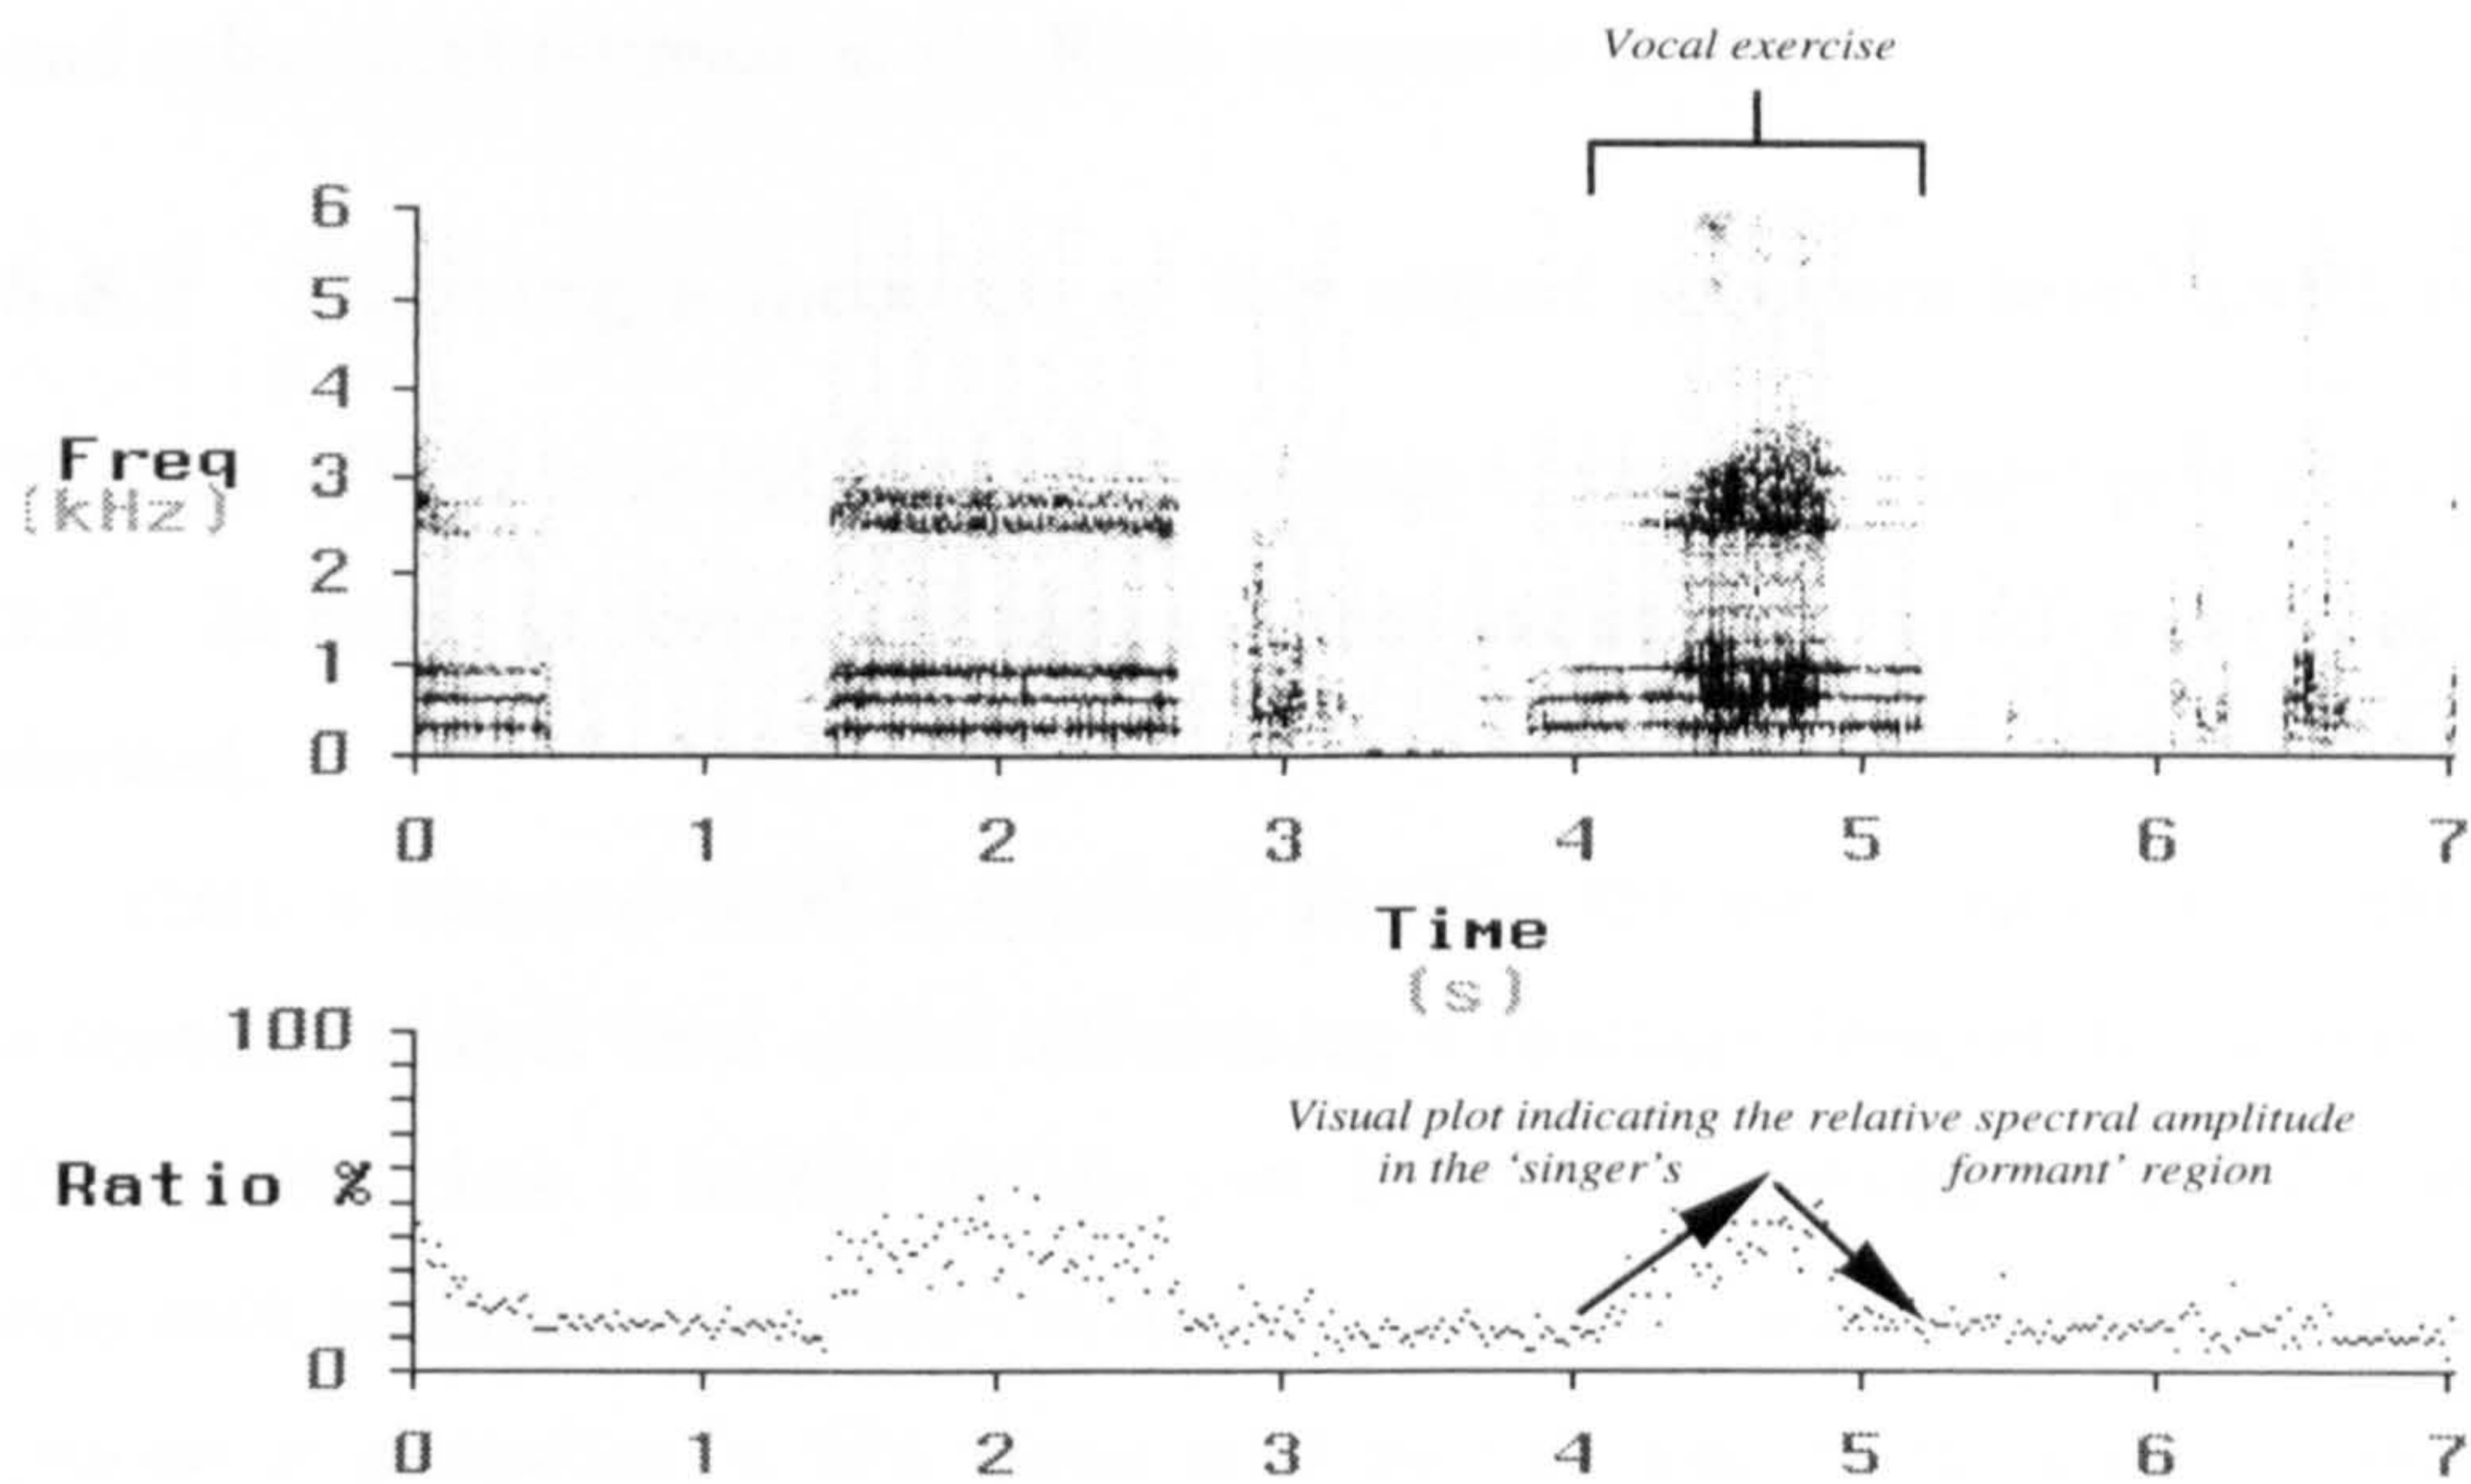 Vocal exercise
6
5
4
Freq
(kHz)
3
2
1
0
0 1 2 3 4 5 6 7
Time
(s)
100
Visual plot indicating the relative spectral amplitude
in the ‘singer’s formant’ region
Ratio %
0
0 1 2 3 4 5 6 7